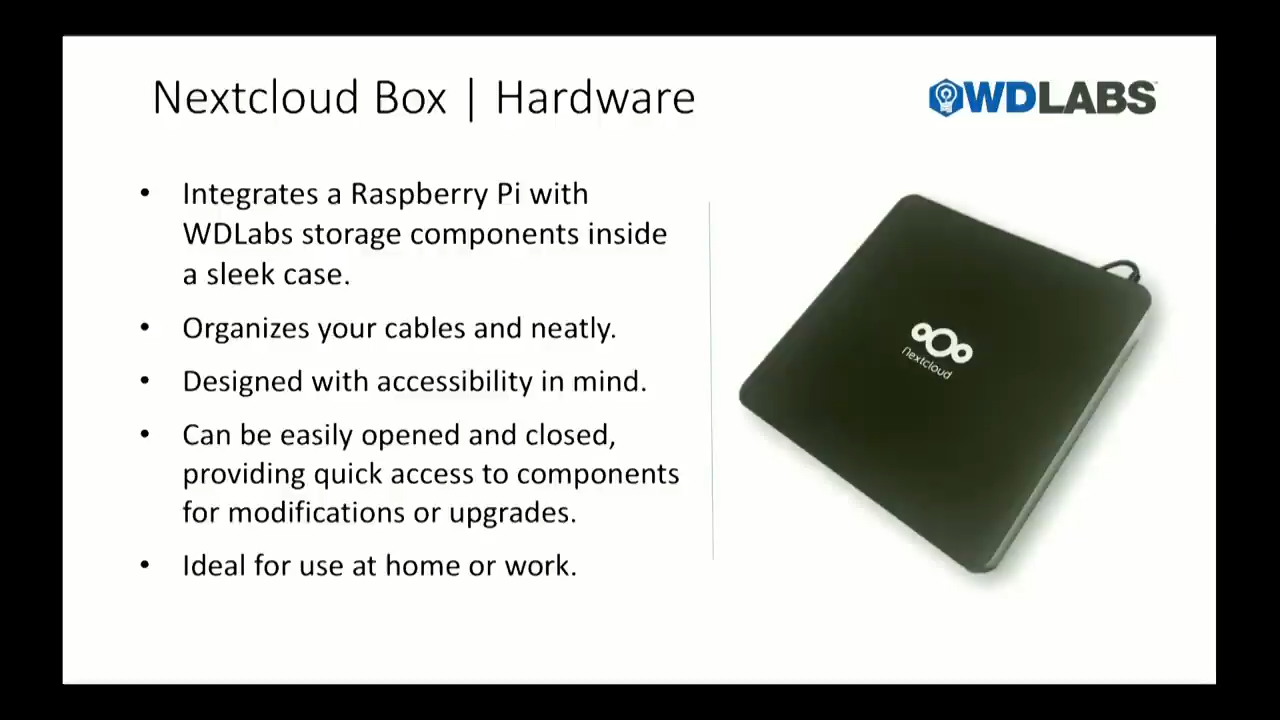 Nextcloud Box | Hardware
WDLABS
• Integrates a Raspberry Pi with
WDLabs storage components inside
a sleek case.
• Organizes your cables and neatly.
• Designed with accessibility in mind.
• Can be easily opened and closed,
providing quick access to components
for modifications or upgrades.
• Ideal for use at home or work.
nextcloud